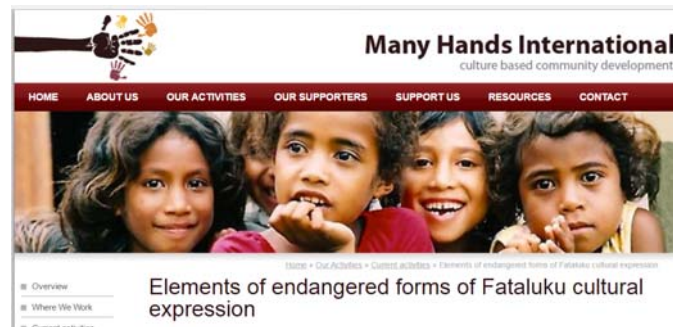 Many Hands International
culture based community development
HOME ABOUT US OUR ACTIVITIES OUR SUPPORTERS SUPPORT US RESOURCES CONTACT
Home » Our Activities » Current activities » Elements of endangered forms of Fataluku cultural expression
Overview
Where We Work
Current activities
Elements of endangered forms of Fataluku cultural
expression